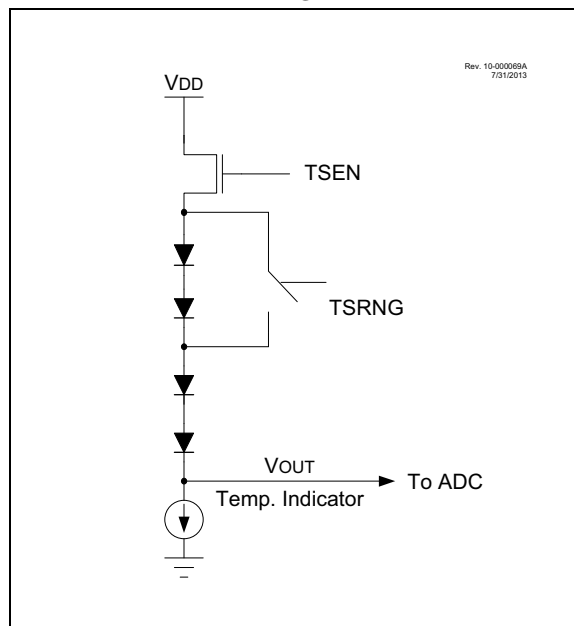 Rev. 10-000069A
7/31/2013
VDD
TSEN
TSRNG
VOUT
To ADC
Temp. Indicator